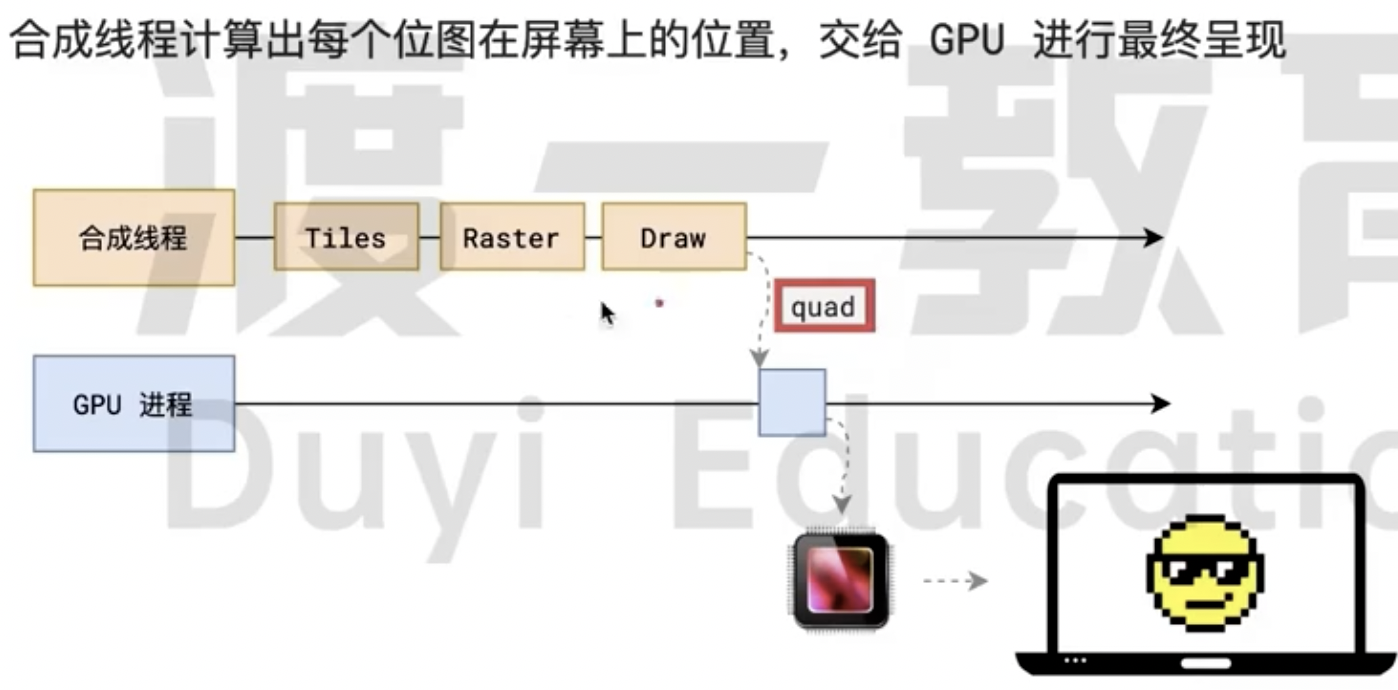 合成线程计算出每个位图在屏幕上的位置，交给 GPU 进行最终呈现
渡一教育
合成线程
Tiles
Raster
Draw
quad
GPU 进程
Duyi Educatio